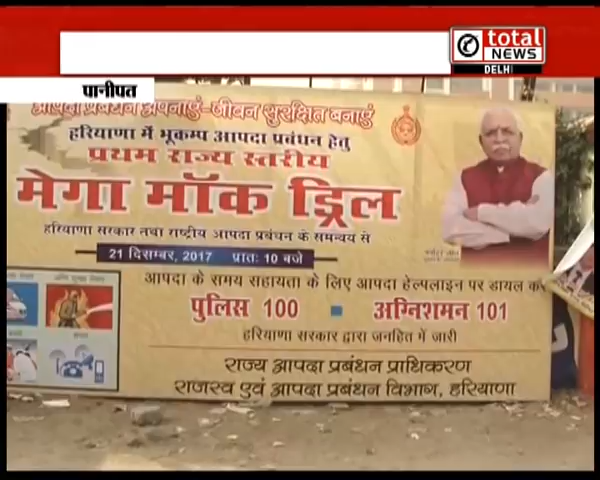 total
NEWS
DELHI
पानीपत
आपदा प्रबंधन अपनाएं-जीवन सुरक्षित बनाएं
हरियाणा में भूकम्प आपदा प्रबंधन हेतु
प्रथम राज्य स्तरीय
मेगा मॉक ड्रिल
हरियाणा सरकार तथा राष्ट्रीय आपदा प्रबंधन के समन्वय से
21 दिसम्बर, 2017 प्रातः 10 बजे
आपदा के समय सहायता के लिए आपदा हेल्पलाइन पर डायल करें
पुलिस 100 अग्निशमन 101
हरियाणा सरकार द्वारा जनहित में जारी
राज्य आपदा प्रबंधन प्राधिकरण
राजस्व एवं आपदा प्रबंधन विभाग, हरियाणा